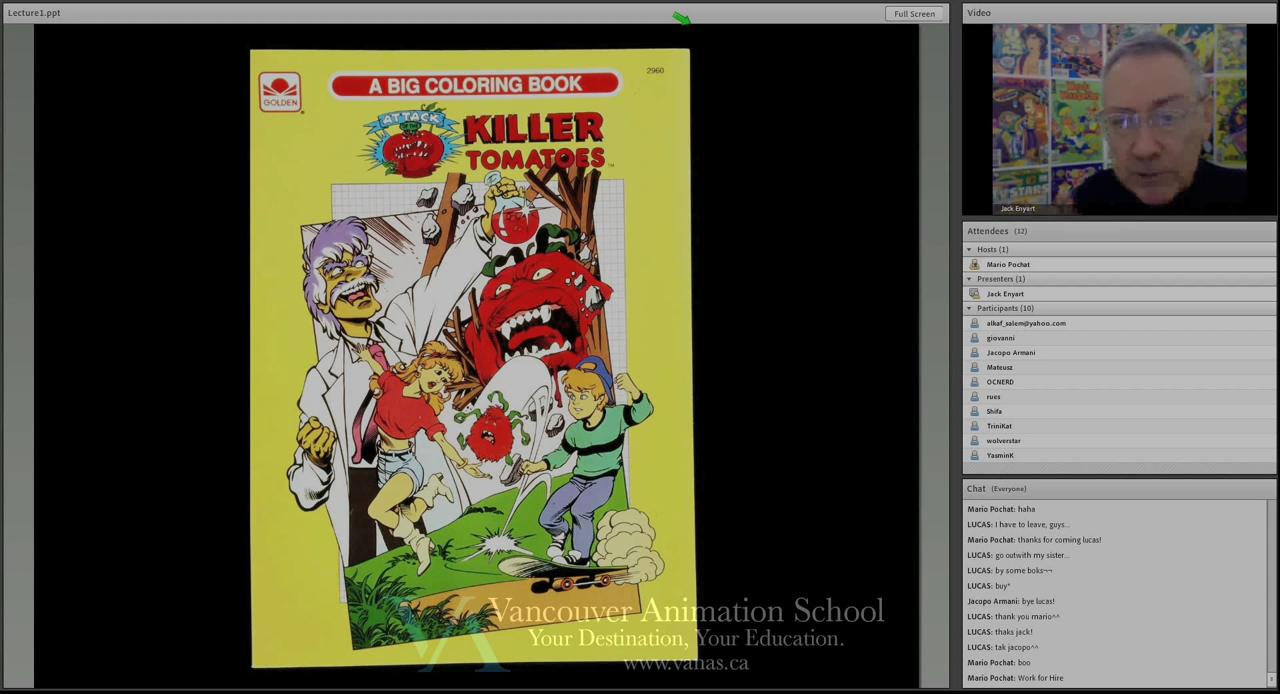 Lecture1.ppt
Full Screen
A BIG COLORING BOOK
2960
GOLDEN
ATTACK
OF THE
KILLER
TOMATOES
Vancouver Animation School
Your Destination, Your Education.
www.vanas.ca
Video
TV STARS
Jack Enyart
Attendees (12)
Hosts (1)
Mario Pochat
Presenters (1)
Jack Enyart
Participants (10)
alkaf_salem@yahoo.com
giovanni
Jacopo Armani
Mateusz
OCNERD
rues
Shifa
TriniKat
wolverstar
YasminK
Chat (Everyone)
Mario Pochat: haha
LUCAS: I have to leave, guys...
Mario Pochat: thanks for coming lucas!
LUCAS: go outwith my sister...
LUCAS: by some boks¬¬
LUCAS: buy*
Jacopo Armani: bye lucas!
LUCAS: thank you mario^^
LUCAS: thaks jack!
LUCAS: tak jacopo^^
Mario Pochat: boo
Mario Pochat: Work for Hire